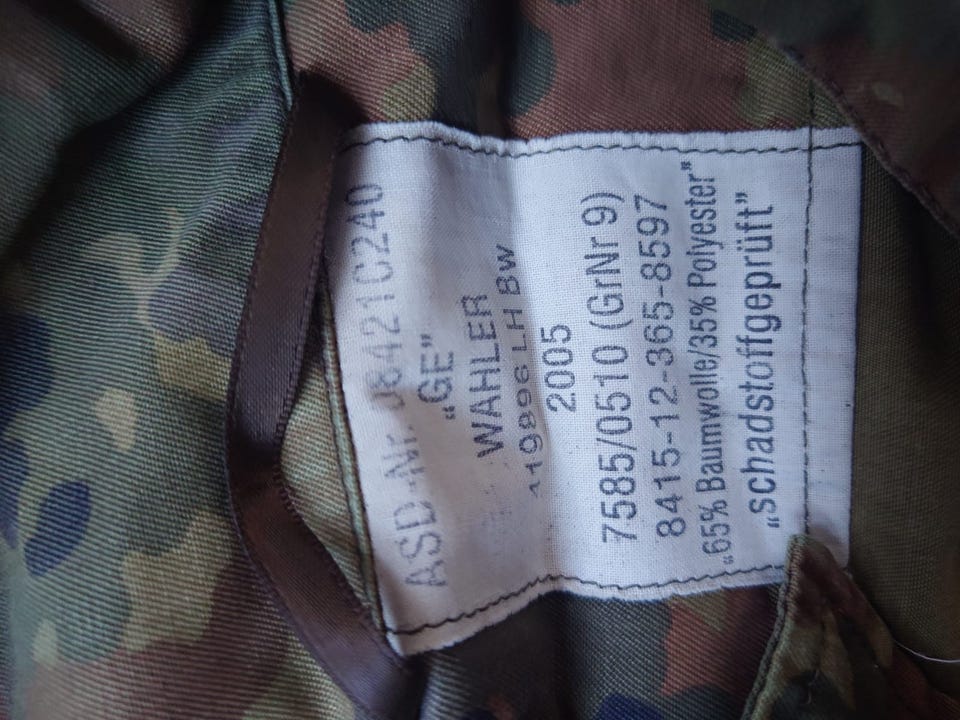 ASD-Nr. 08421C240
“GE”
WAHLER
LH Bw
2005
7585/0510 (GrNr 9)
8415-12-365-8597
„65% Baumwolle/35% Polyester”
„schadstoffgeprüft”